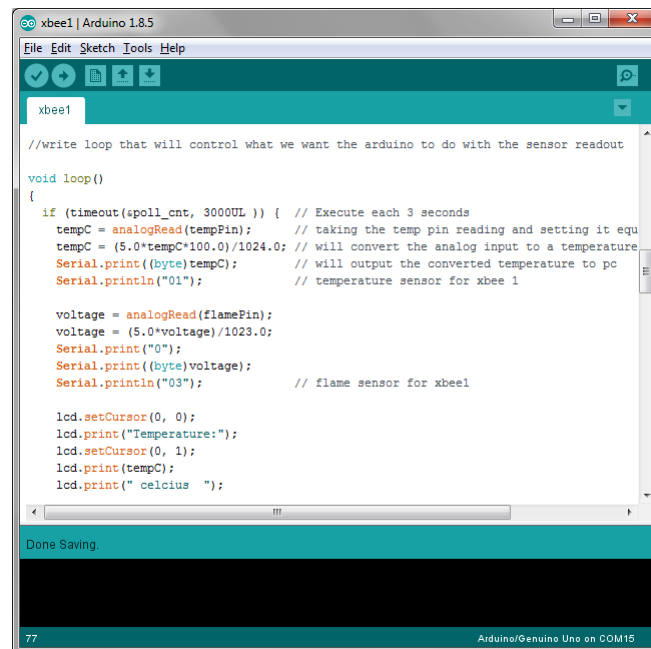 xbee1 | Arduino 1.8.5
File Edit Sketch Tools Help
xbee1
//write loop that will control what we want the arduino to do with the sensor readout
void loop()
{
  if (timeout(&poll_cnt, 3000UL )) {  // Execute each 3 seconds
    tempC = analogRead(tempPin);      // taking the temp pin reading and setting it equ
    tempC = (5.0*tempC*100.0)/1024.0; // will convert the analog input to a temperature
    Serial.print((byte)tempC);        // will output the converted temperature to pc
    Serial.println("01");             // temperature sensor for xbee 1
    voltage = analogRead(flamePin);
    voltage = (5.0*voltage)/1023.0;
    Serial.print("0");
    Serial.print((byte)voltage);
    Serial.println("03");             // flame sensor for xbee1
    lcd.setCursor(0, 0);
    lcd.print("Temperature:");
    lcd.setCursor(0, 1);
    lcd.print(tempC);
    lcd.print(" celcius  ");
Done Saving.
77 Arduino/Genuino Uno on COM15